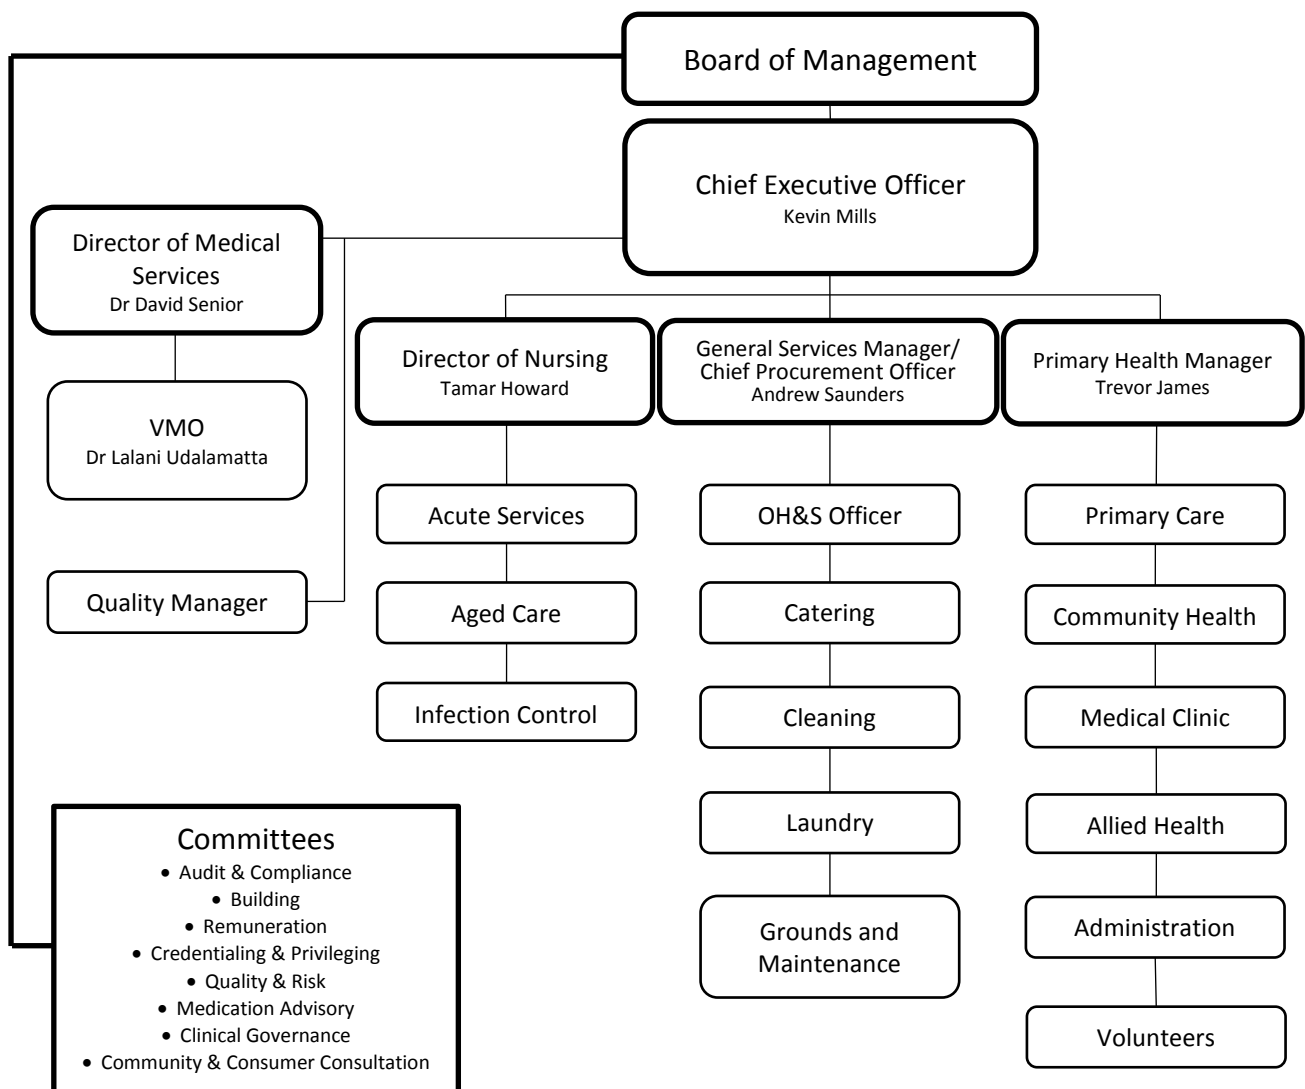 Board of Management
Chief Executive Officer
Kevin Mills
Director of Medical
Services
Dr David Senior
VMO
Dr Lalani Udalamatta
Quality Manager
Director of Nursing
Tamar Howard
Acute Services
Aged Care
Infection Control
General Services Manager/
Chief Procurement Officer
Andrew Saunders
OH&S Officer
Catering
Cleaning
Laundry
Grounds and
Maintenance
Primary Health Manager
Trevor James
Primary Care
Community Health
Medical Clinic
Allied Health
Administration
Volunteers
Committees
• Audit & Compliance
• Building
• Remuneration
• Credentialing & Privileging
• Quality & Risk
• Medication Advisory
• Clinical Governance
• Community & Consumer Consultation